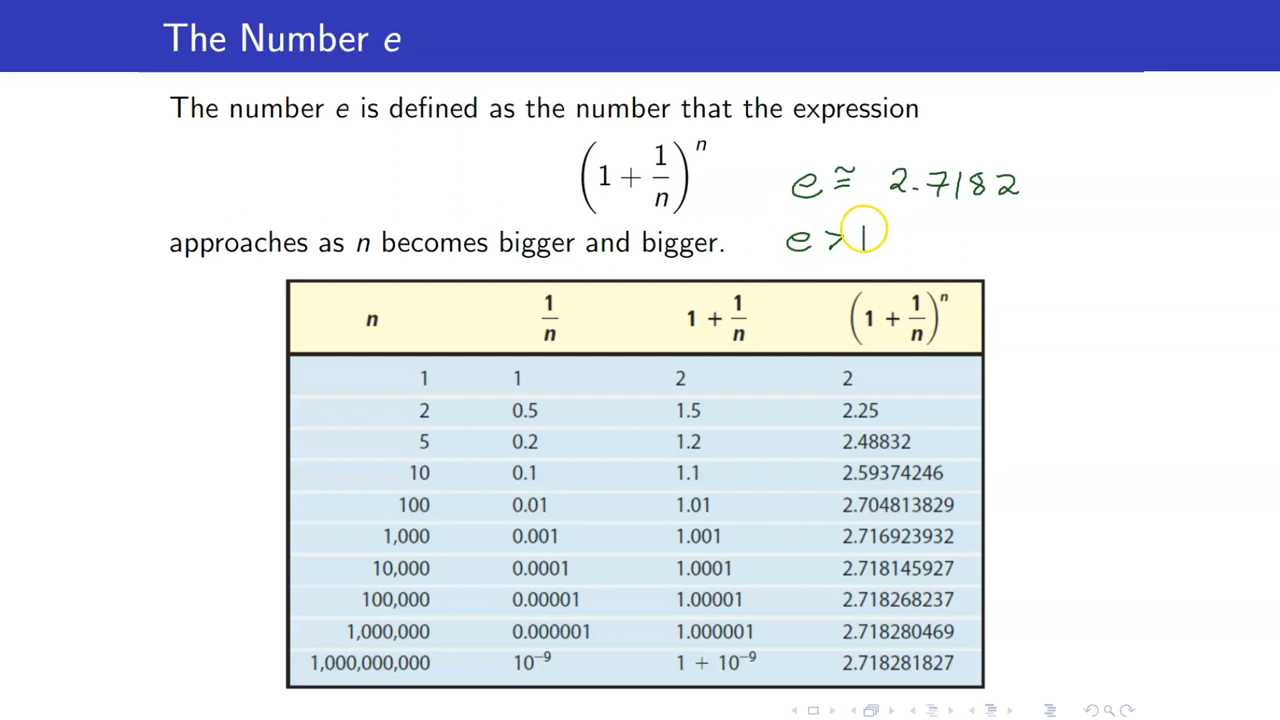 The Number e
The number e is defined as the number that the expression
(1 + 1/n)^n
e ≅ 2.7182
approaches as n becomes bigger and bigger.
e > 1
n 1/n 1 + 1/n (1 + 1/n)^n
1 1 2 2
2 0.5 1.5 2.25
5 0.2 1.2 2.48832
10 0.1 1.1 2.59374246
100 0.01 1.01 2.704813829
1,000 0.001 1.001 2.716923932
10,000 0.0001 1.0001 2.718145927
100,000 0.00001 1.00001 2.718268237
1,000,000 0.000001 1.000001 2.718280469
1,000,000,000 10⁻⁹ 1 + 10⁻⁹ 2.718281827